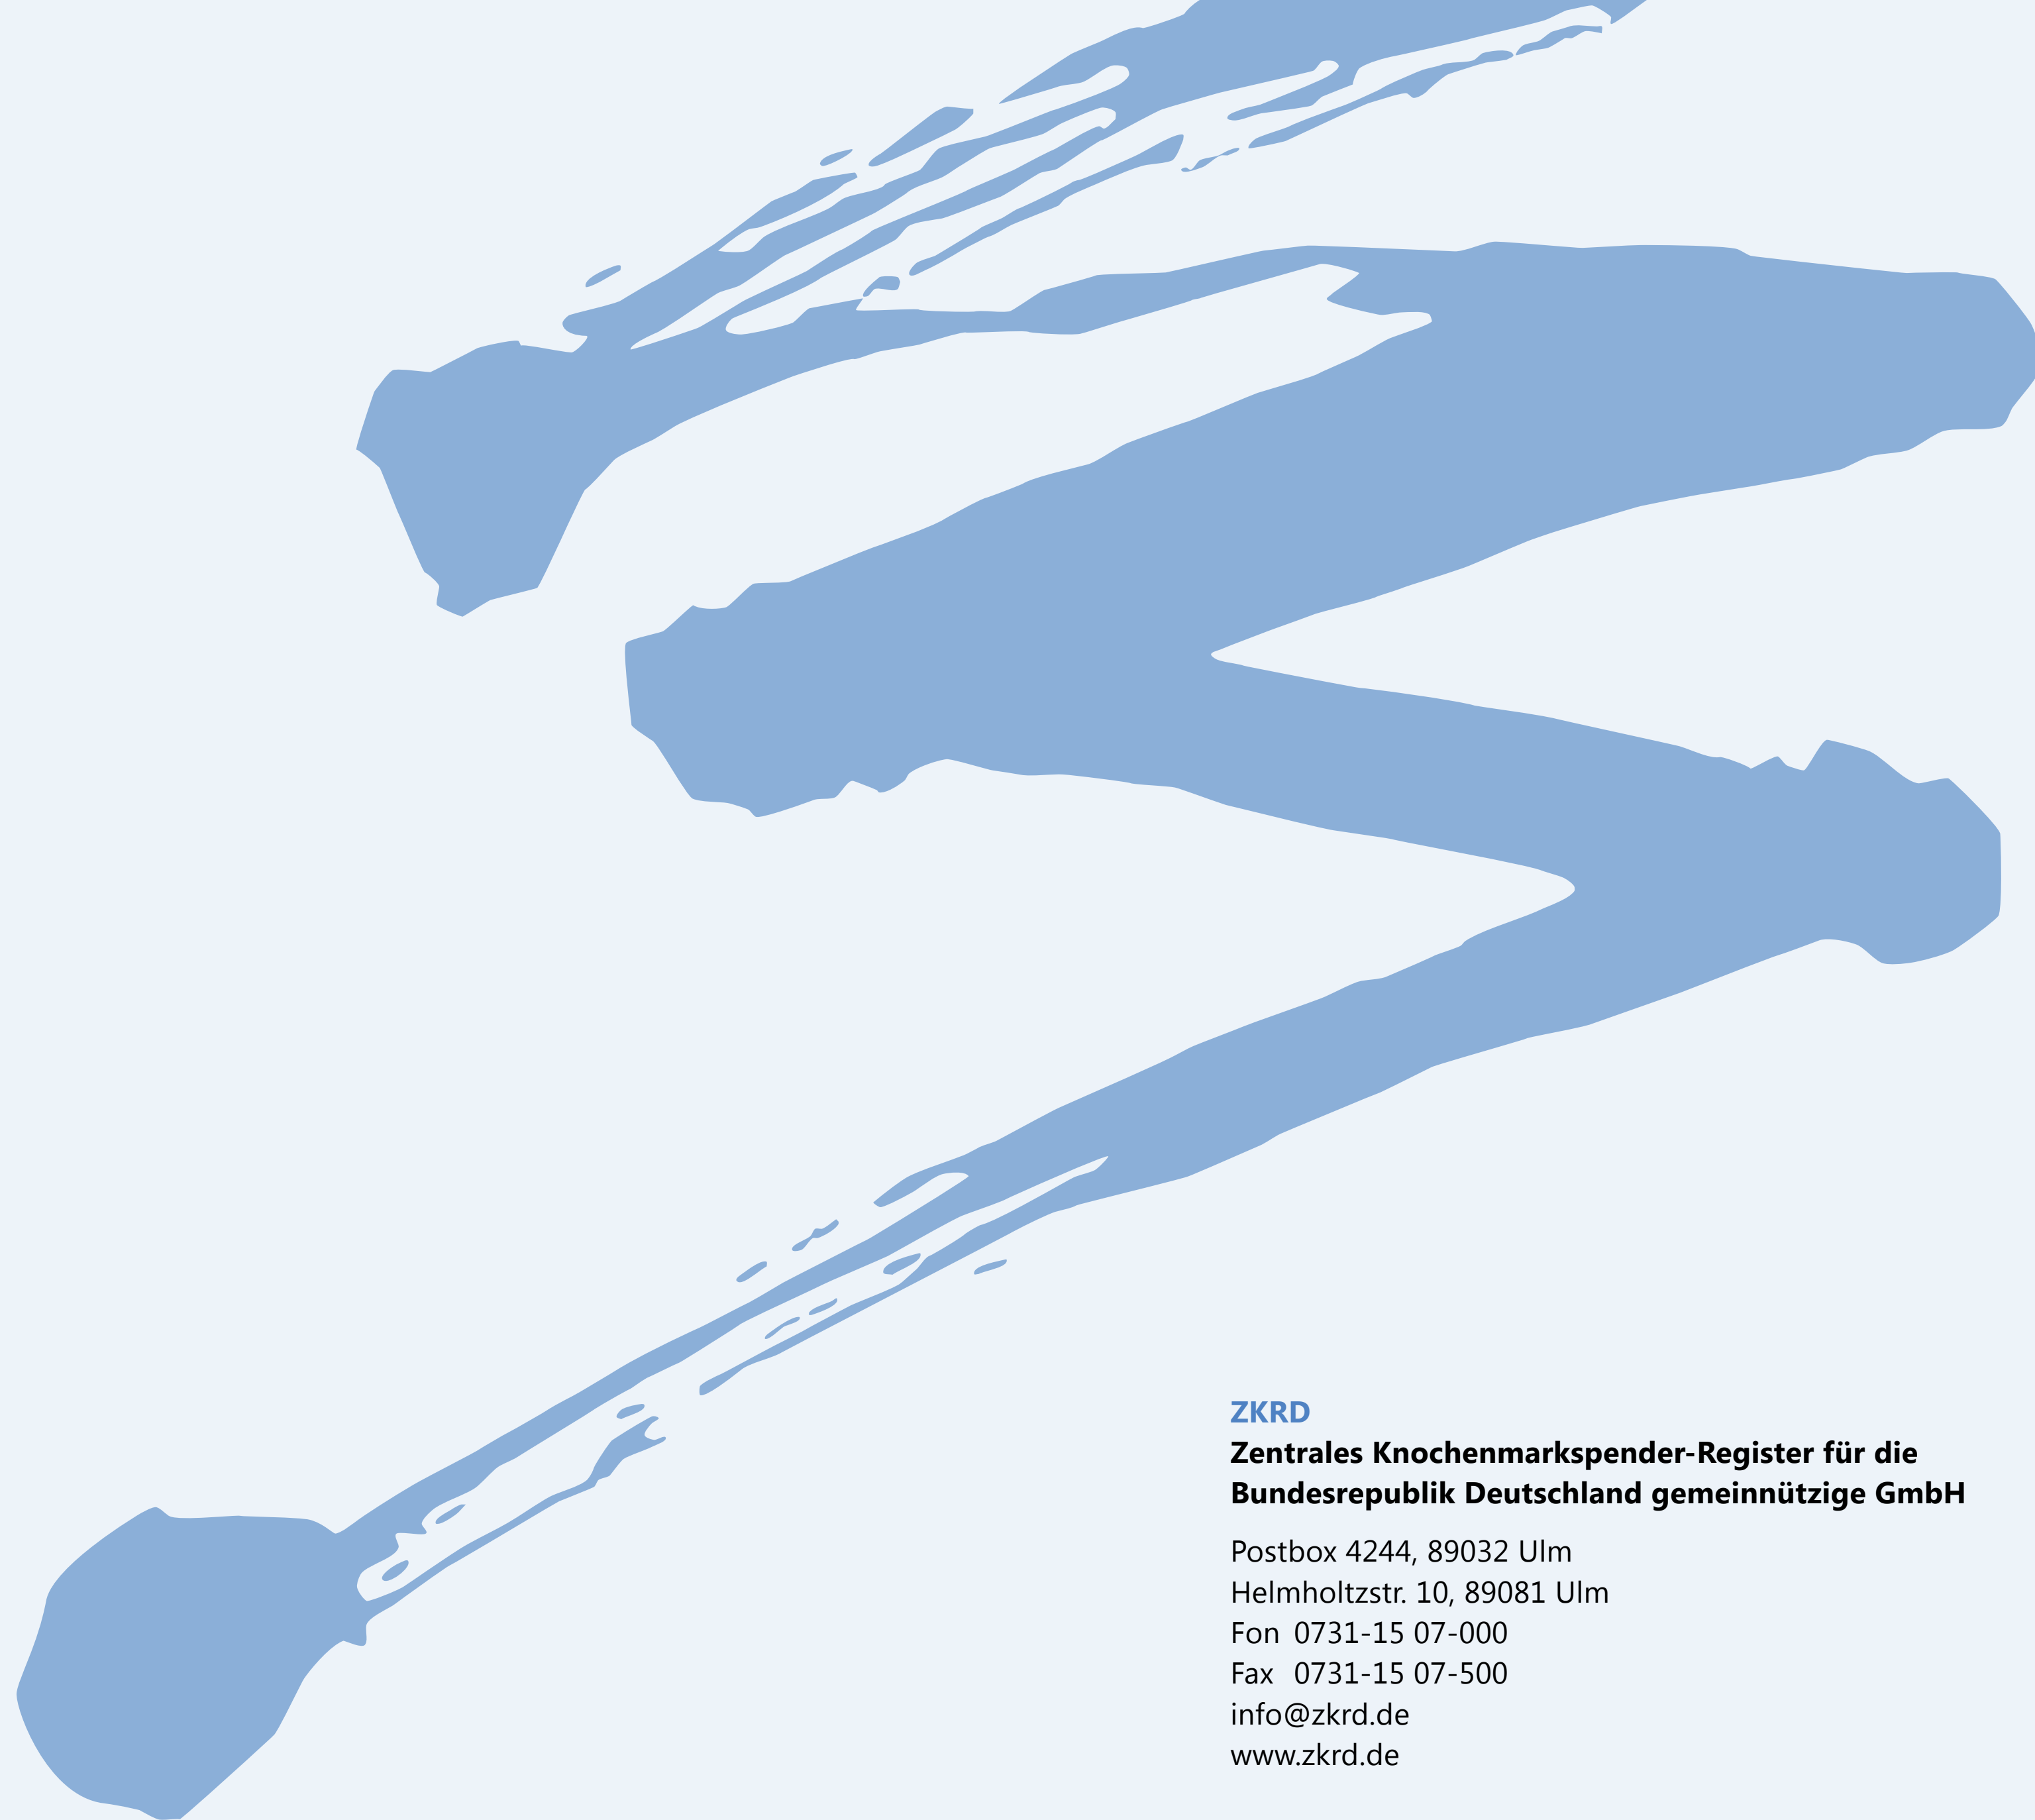 ZKRD
Zentrales Knochenmarkspender-Register für die
Bundesrepublik Deutschland gemeinnützige GmbH
Postbox 4244, 89032 Ulm
Helmholtzstr. 10, 89081 Ulm
Fon 0731-15 07-000
Fax 0731-15 07-500
info@zkrd.de
www.zkrd.de